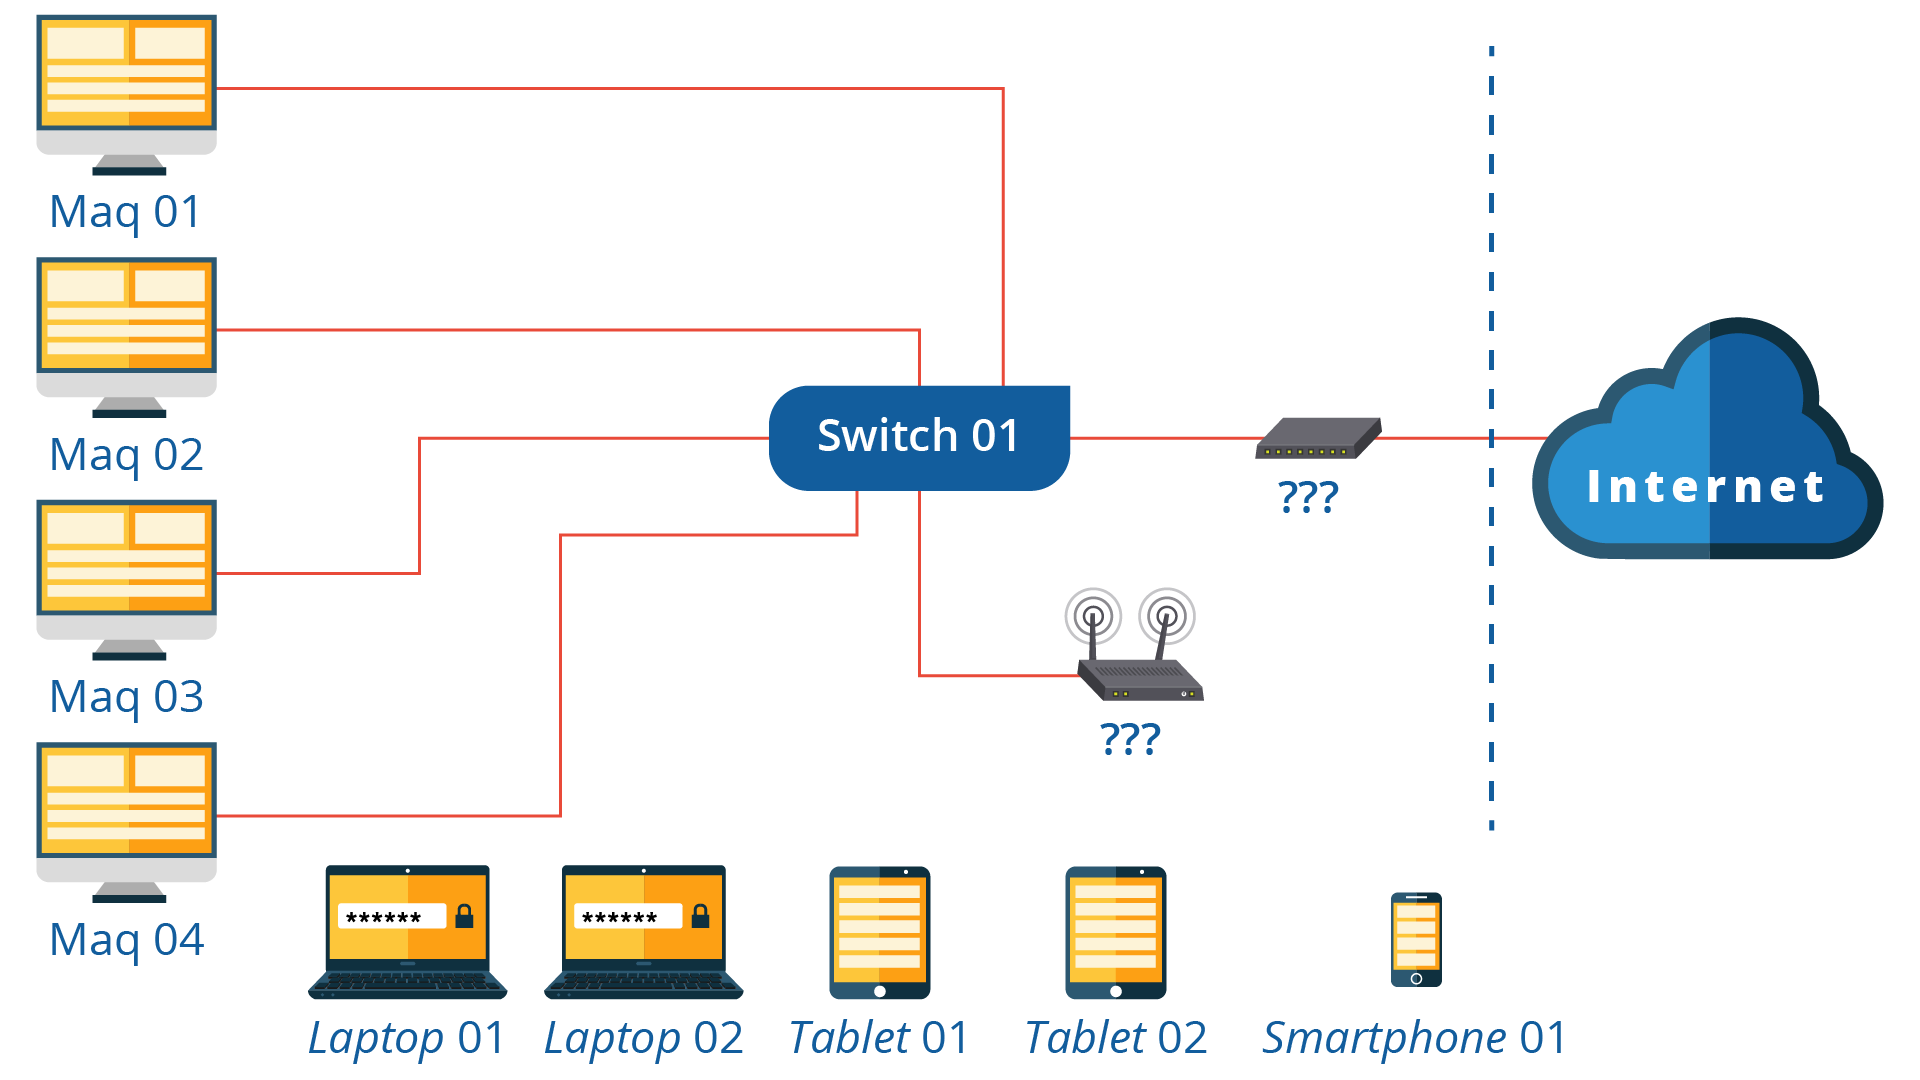 Maq 01
Maq 02
Switch 01
Internet
???
Maq 03
???
Maq 04
******
******
Laptop 01
Laptop 02
Tablet 01
Tablet 02
Smartphone 01